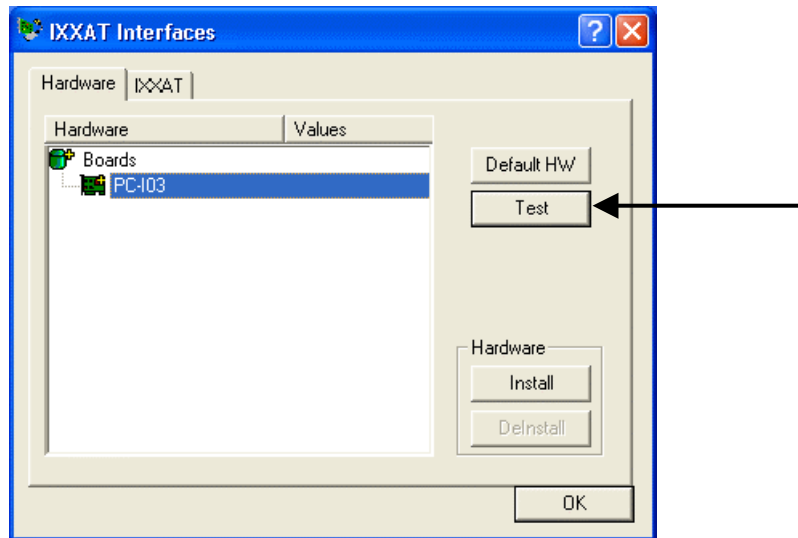 IXXAT Interfaces
Hardware IXXAT
Hardware Values
Boards
PC-I03
Default HW
Test
Hardware
Install
DeInstall
OK